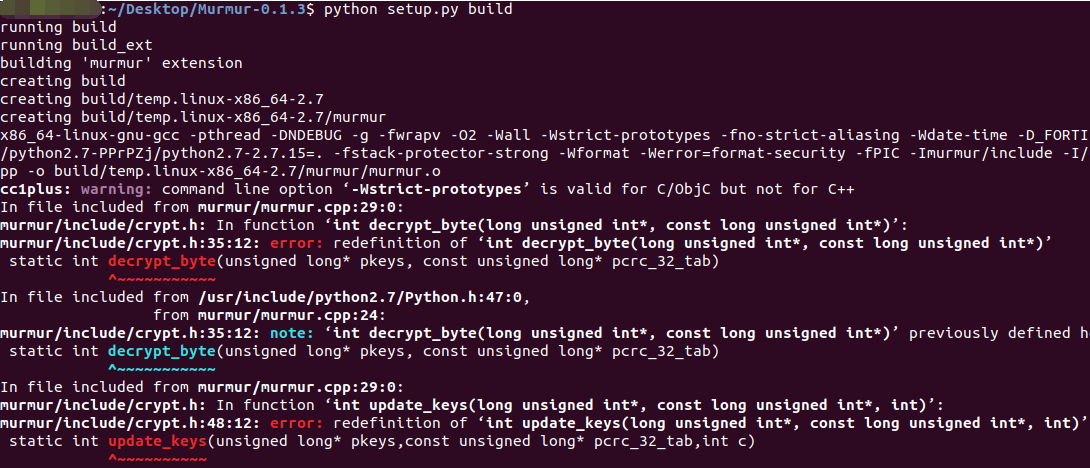 :~/Desktop/Murmur-0.1.3$ python setup.py build
running build
running build_ext
building 'murmur' extension
creating build
creating build/temp.linux-x86_64-2.7
creating build/temp.linux-x86_64-2.7/murmur
x86_64-linux-gnu-gcc -pthread -DNDEBUG -g -fwrapv -O2 -Wall -Wstrict-prototypes -fno-strict-aliasing -Wdate-time -D_FORTI
/python2.7-PPrPZj/python2.7-2.7.15=. -fstack-protector-strong -Wformat -Werror=format-security -fPIC -Imurmur/include -I/
pp -o build/temp.linux-x86_64-2.7/murmur/murmur.o
cc1plus: warning: command line option ‘-Wstrict-prototypes’ is valid for C/ObjC but not for C++
In file included from murmur/murmur.cpp:29:0:
murmur/include/crypt.h: In function ‘int decrypt_byte(long unsigned int*, const long unsigned int*)’:
murmur/include/crypt.h:35:12: error: redefinition of ‘int decrypt_byte(long unsigned int*, const long unsigned int*)’
static int decrypt_byte(unsigned long* pkeys, const unsigned long* pcrc_32_tab)
^~~~~~~~~~~~
In file included from /usr/include/python2.7/Python.h:47:0,
from murmur/murmur.cpp:24:
murmur/include/crypt.h:35:12: note: ‘int decrypt_byte(long unsigned int*, const long unsigned int*)’ previously defined h
static int decrypt_byte(unsigned long* pkeys, const unsigned long* pcrc_32_tab)
^~~~~~~~~~~~
In file included from murmur/murmur.cpp:29:0:
murmur/include/crypt.h: In function ‘int update_keys(long unsigned int*, const long unsigned int*, int)’:
murmur/include/crypt.h:48:12: error: redefinition of ‘int update_keys(long unsigned int*, const long unsigned int*, int)’
static int update_keys(unsigned long* pkeys,const unsigned long* pcrc_32_tab,int c)
^~~~~~~~~~~